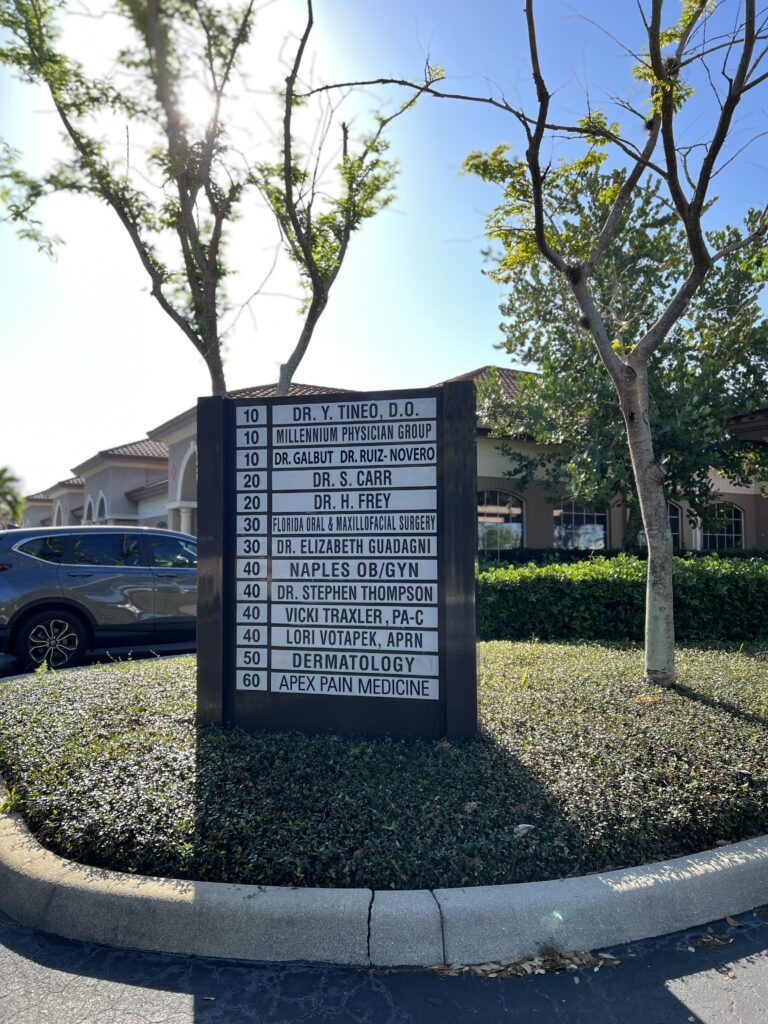 10 DR. Y. TINEO, D.O.
10 MILLENNIUM PHYSICIAN GROUP
10 DR. GALBUT DR. RUIZ- NOVERO
20 DR. S. CARR
20 DR. H. FREY
30 FLORIDA ORAL & MAXILLOFACIAL SURGERY
30 DR. ELIZABETH GUADAGNI
40 NAPLES OB/GYN
40 DR. STEPHEN THOMPSON
40 VICKI TRAXLER, PA-C
40 LORI VOTAPEK, APRN
50 DERMATOLOGY
60 APEX PAIN MEDICINE